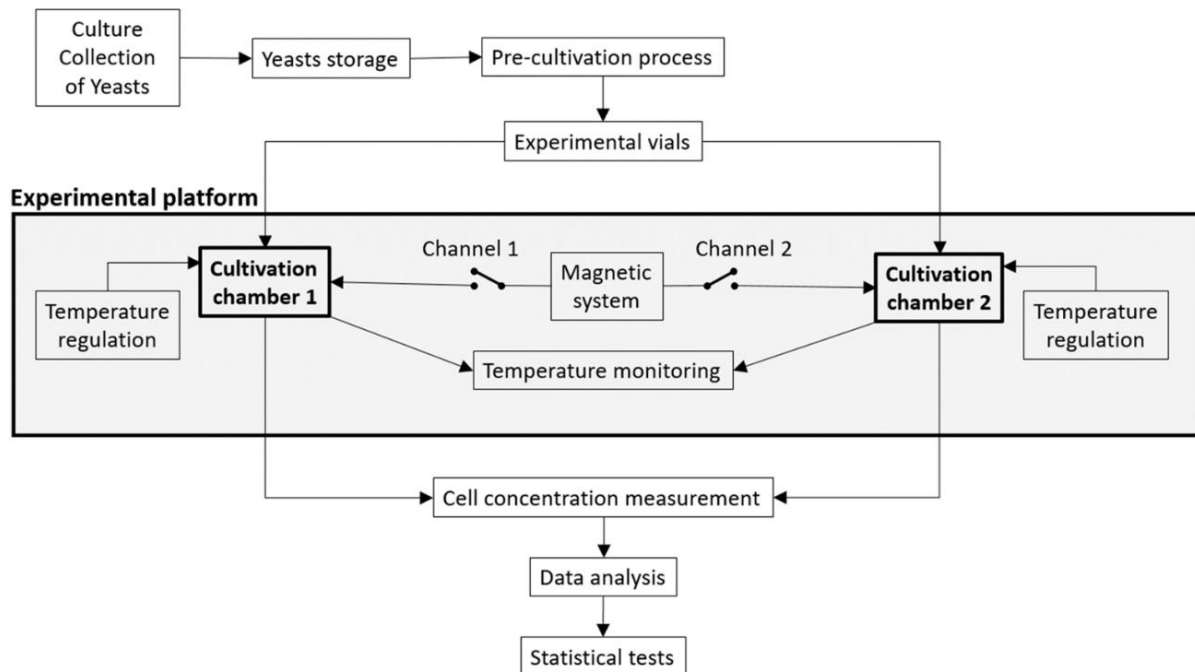 Culture
Collection
of Yeasts
Yeasts storage
Pre-cultivation process
Experimental vials
Experimental platform
Cultivation
chamber 1
Channel 1
Magnetic
system
Channel 2
Cultivation
chamber 2
Temperature
regulation
Temperature
regulation
Temperature monitoring
Cell concentration measurement
Data analysis
Statistical tests